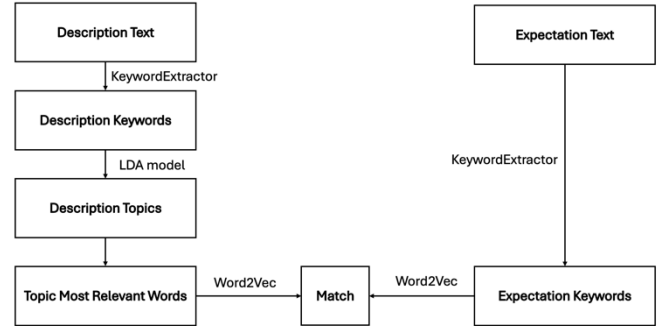 Description Text
Expectation Text
KeywordExtractor
Description Keywords
LDA model
KeywordExtractor
Description Topics
Topic Most Relevant Words
Word2Vec
Match
Word2Vec
Expectation Keywords